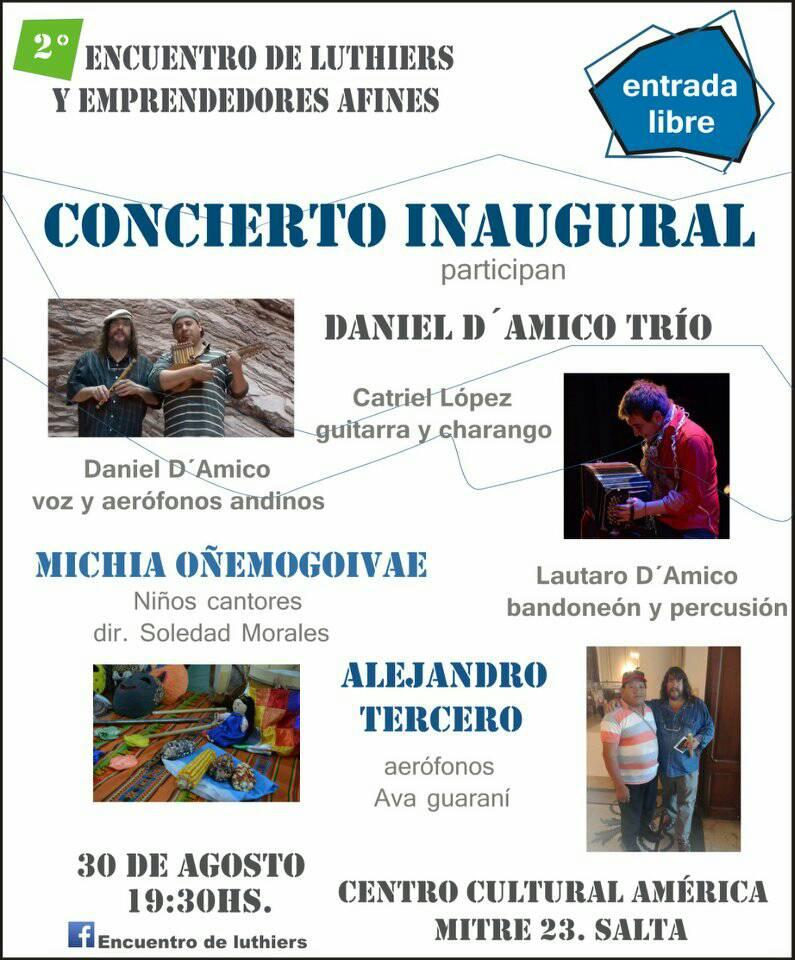 2°
ENCUENTRO DE LUTHIERS
Y EMPRENDEDORES AFINES
entrada
libre
CONCIERTO INAUGURAL
participan
DANIEL D´AMICO TRÍO
Catriel López
guitarra y charango
Daniel D´Amico
voz y aerófonos andinos
Lautaro D´Amico
bandoneón y percusión
MICHIA OÑEMOGOIVAE
Niños cantores
dir. Soledad Morales
ALEJANDRO
TERCERO
aerófonos
Ava guaraní
30 DE AGOSTO
19:30HS.
f Encuentro de luthiers
CENTRO CULTURAL AMÉRICA
MITRE 23. SALTA